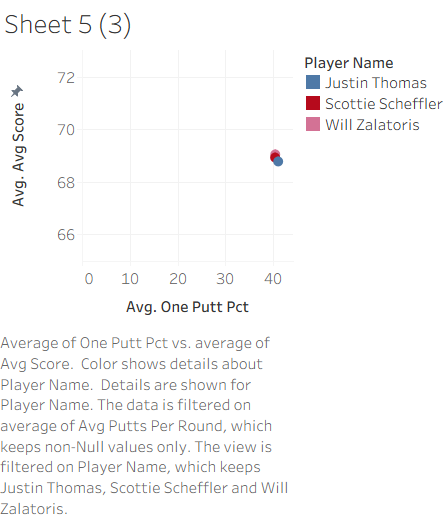 Sheet 5 (3)
Player Name
Justin Thomas
Scottie Scheffler
Will Zalatoris
Avg. Avg Score
72
70
68
66
0 10 20 30 40
Avg. One Putt Pct
Average of One Putt Pct vs. average of
Avg Score.  Color shows details about
Player Name.  Details are shown for
Player Name. The data is filtered on
average of Avg Putts Per Round, which
keeps non-Null values only. The view is
filtered on Player Name, which keeps
Justin Thomas, Scottie Scheffler and Will
Zalatoris.